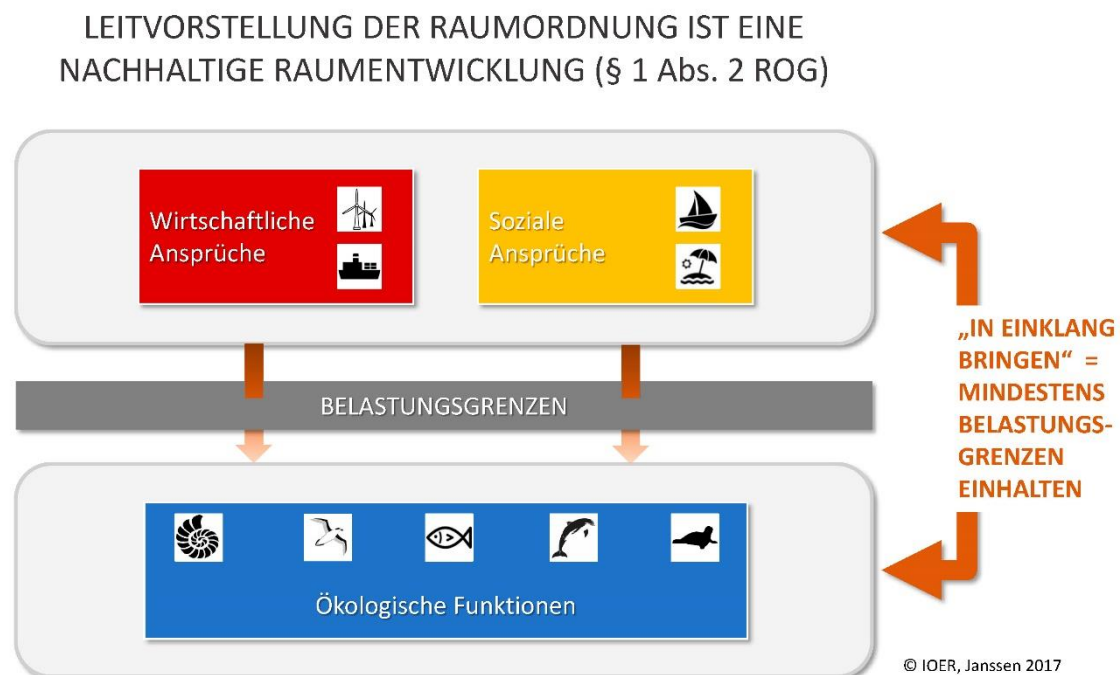 LEITVORSTELLUNG DER RAUMORDNUNG IST EINE
NACHHALTIGE RAUMENTWICKLUNG (§ 1 Abs. 2 ROG)
Wirtschaftliche
Ansprüche
Soziale
Ansprüche
„IN EINKLANG
BRINGEN“ =
MINDESTENS
BELASTUNGS-
GRENZEN
EINHALTEN
BELASTUNGSGRENZEN
Ökologische Funktionen
© IOER, Janssen 2017